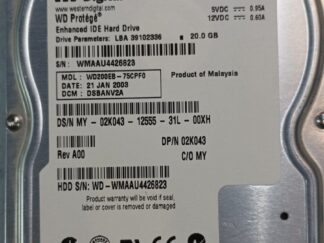 www.westerndigital.com
WD Protégé
5VDC 0.95A
12VDC 0.60A
Enhanced IDE Hard Drive
Drive Parameters: LBA 39102336 20.0 GB
S/N: WMAAU4426823
MDL: WD200EB-75CPF0
DATE: 21 JAN 2003
DCM: DSBANV2A
Product of Malaysia
DS/N MY - 02K043 - 12555 - 31L - 00XH
DP/N 02K043
Rev A00
C/O MY
HDD S/N: WD-WMAAU4426823
Product warranty will be void if seal,
label or cover is removed or damaged.